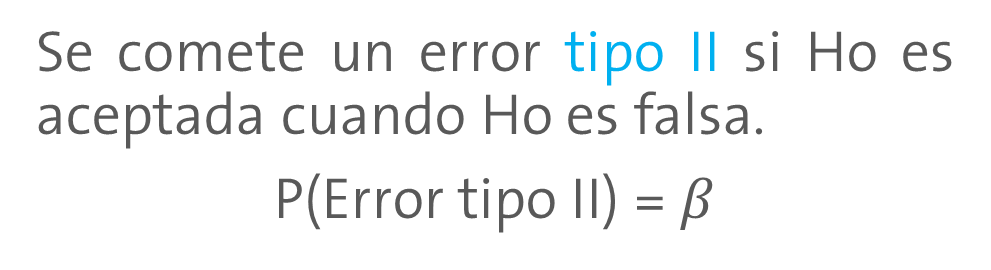 Se comete un error tipo II si Ho es
aceptada cuando Ho es falsa.
P(Error tipo II) = β